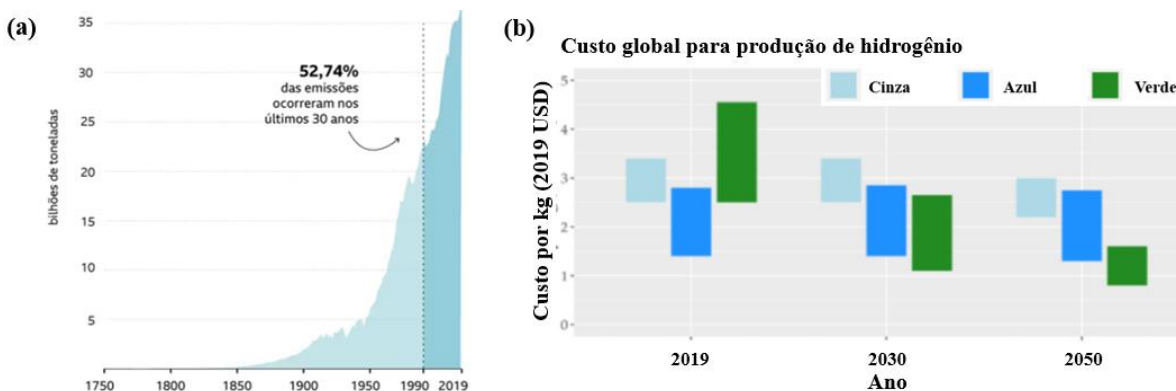 (a)
35
30
25
20
15
10
5
bilhões de toneladas
52,74%
das emissões
ocorreram nos
últimos 30 anos
1750 1800 1850 1900 1950 1990 2019
(b)
Custo global para produção de hidrogênio
Cinza Azul Verde
Custo por kg (2019 USD)
5
4
3
2
1
0
2019 2030 2050
Ano